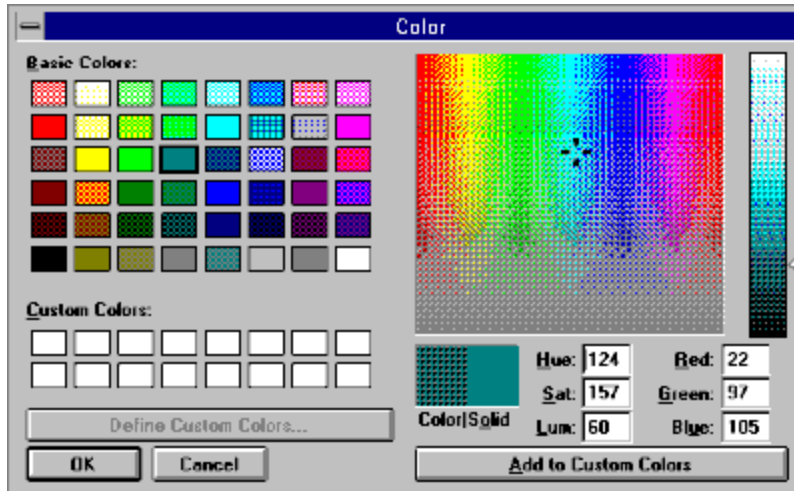 Color
Basic Colors:
Custom Colors:
Define Custom Colors...
OK Cancel
Color|Solid
Hue: 124 Red: 22
Sat: 157 Green: 97
Lum: 60 Blue: 105
Add to Custom Colors